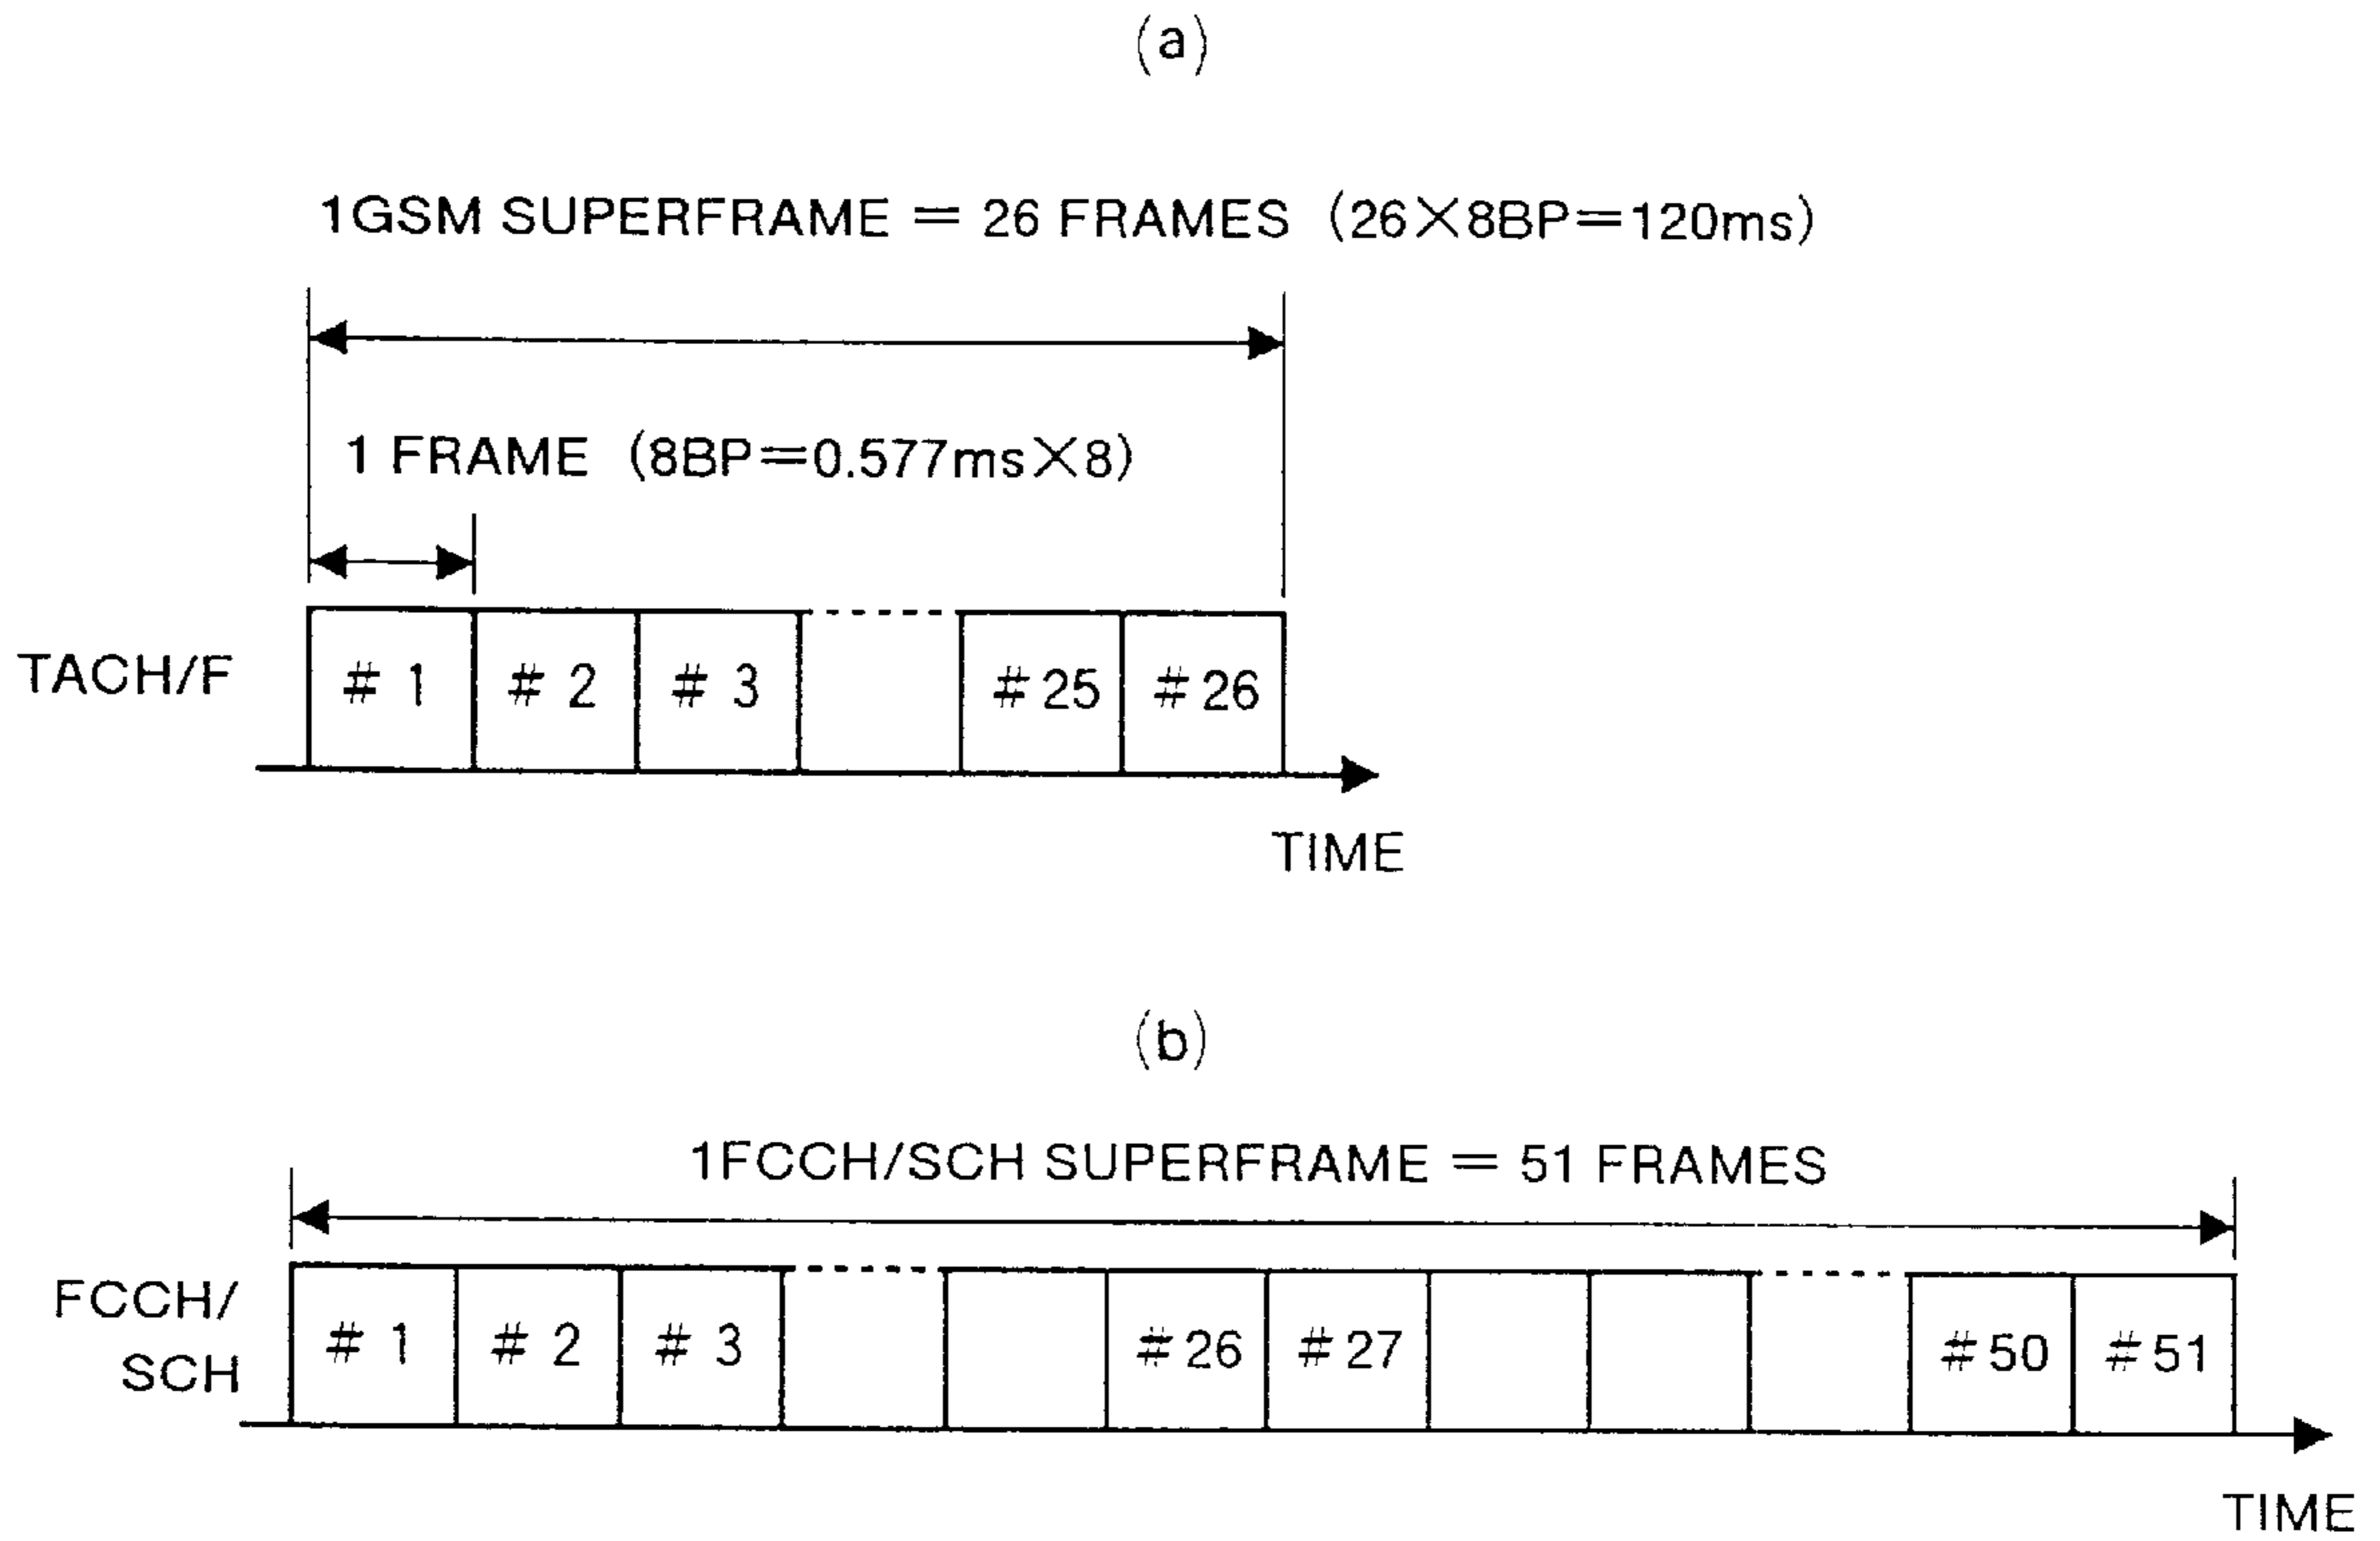 (a)
1GSM SUPERFRAME = 26 FRAMES (26×8BP=120ms)
1 FRAME (8BP=0.577ms×8)
TACH/F
# 1 # 2 # 3 #25 #26
TIME
(b)
1FCCH/SCH SUPERFRAME = 51 FRAMES
FCCH/
SCH
# 1 # 2 # 3 #26 #27 #50 #51
TIME